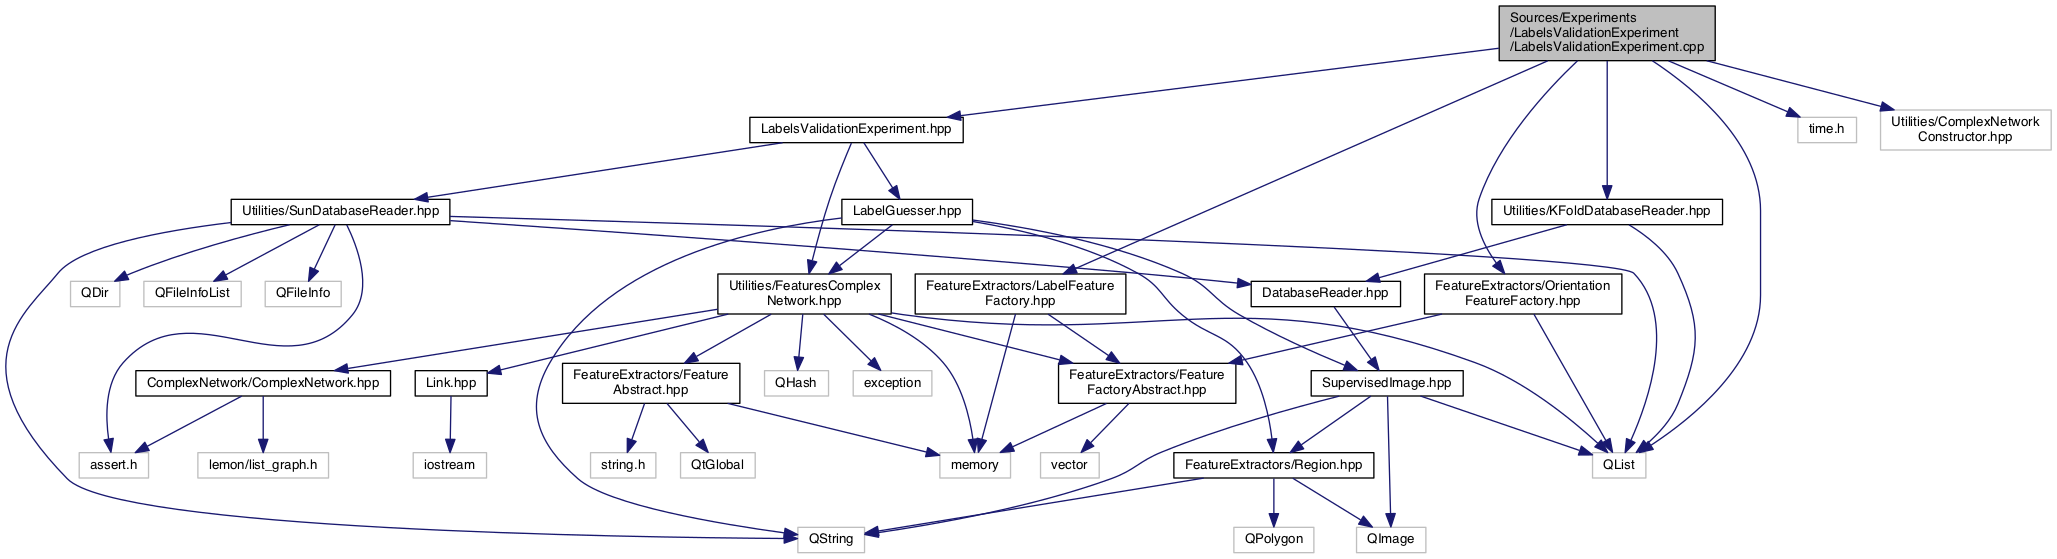 Sources/Experiments
/LabelsValidationExperiment
/LabelsValidationExperiment.cpp
LabelsValidationExperiment.hpp
time.h
Utilities/ComplexNetwork
Constructor.hpp
Utilities/SunDatabaseReader.hpp
LabelGuesser.hpp
Utilities/KFoldDatabaseReader.hpp
QDir
QFileInfoList
QFileInfo
Utilities/FeaturesComplex
Network.hpp
FeatureExtractors/LabelFeature
Factory.hpp
DatabaseReader.hpp
FeatureExtractors/Orientation
FeatureFactory.hpp
ComplexNetwork/ComplexNetwork.hpp
Link.hpp
FeatureExtractors/Feature
Abstract.hpp
QHash
exception
FeatureExtractors/Feature
FactoryAbstract.hpp
SupervisedImage.hpp
assert.h
lemon/list_graph.h
iostream
string.h
QtGlobal
memory
vector
FeatureExtractors/Region.hpp
QList
QString
QPolygon
QImage